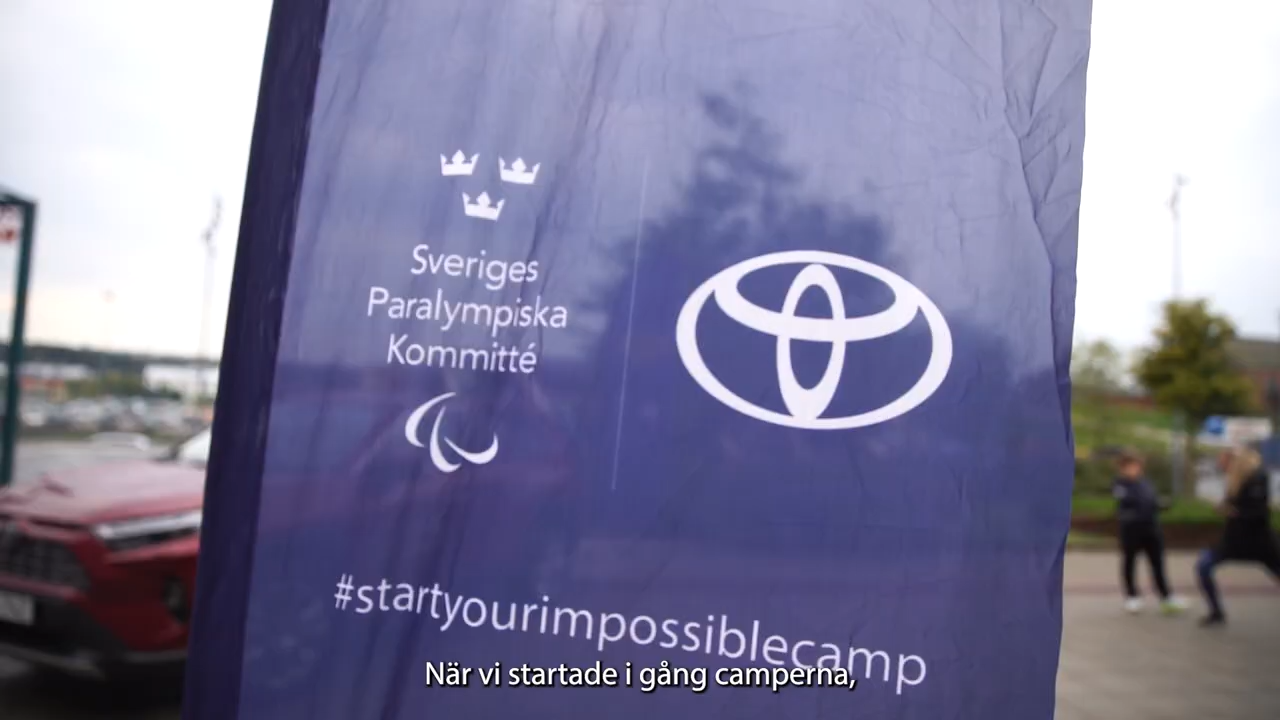 Sveriges
Paralympiska
Kommitté
#startyourimpossiblecamp
När vi startade i gång camperna,